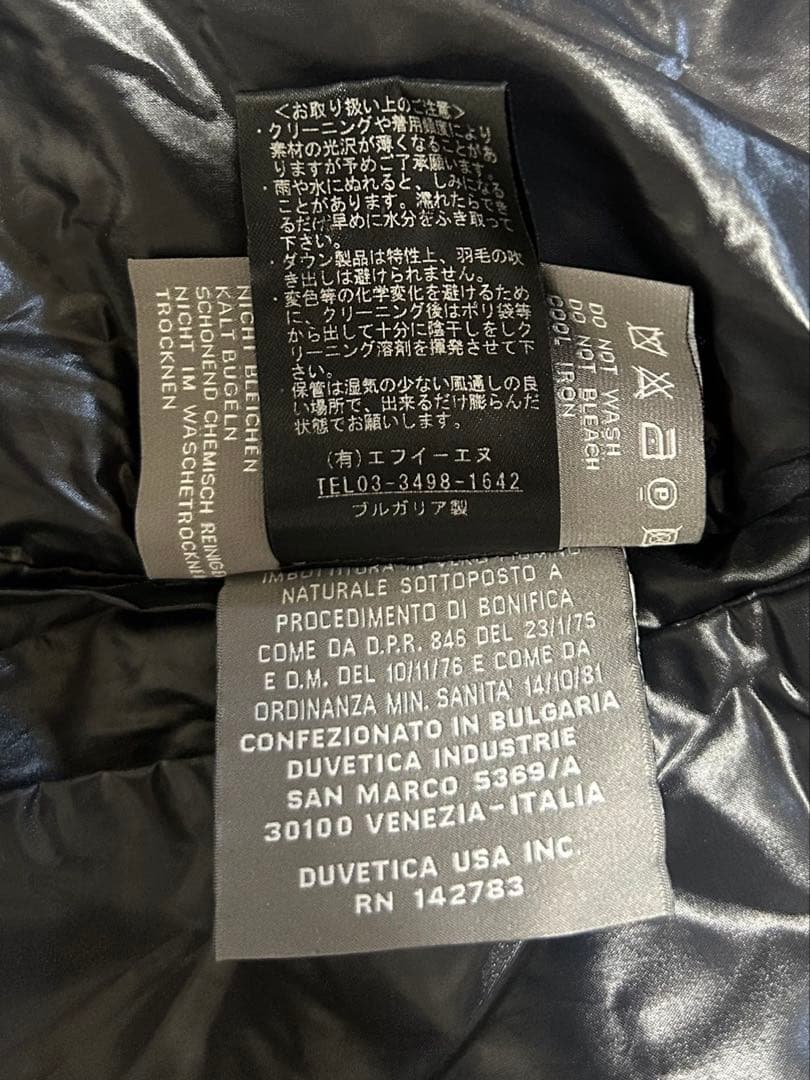 ＜お取り扱い上のご注意＞
・クリーニングや着用頻度により
素材の光沢が薄くなることがあ
りますが予めご了承願います。
・雨や水にぬれると、しみになる
ことがあります。濡れたらでき
るだけ早めに水分をふき取って
下さい。
・ダウン製品は特性上、羽毛の吹
き出しは避けられません。
・変色等の化学変化を避けるため
に、クリーニング後はポリ袋等
から出して十分に陰干しをしク
リーニング溶剤を揮発させて下
さい。
・保管は湿気の少ない風通しの良
い場所で、出来るだけ膨らんだ
状態でお願いします。
(有)エフイーエヌ
TEL03-3498-1642
ブルガリア製
NICHT BLEICHEN
KALT BUGELN
SCHONEND CHEMISCH REINIGE
NICHT IM WASCHETROCKNE
TROCKNEN
DO NOT WASH
DO NOT BLEACH
COOL IRON
P
IMBOTTITURA
NATURALE SOTTOPOSTO A
PROCEDIMENTO DI BONIFICA
COME DA D.P.R. 846 DEL 23/1/75
E D.M. DEL 10/11/76 E COME DA
ORDINANZA MIN. SANITA' 14/10/81
CONFEZIONATO IN BULGARIA
DUVETICA INDUSTRIE
SAN MARCO 5369/A
30100 VENEZIA-ITALIA
DUVETICA USA INC.
RN 142783